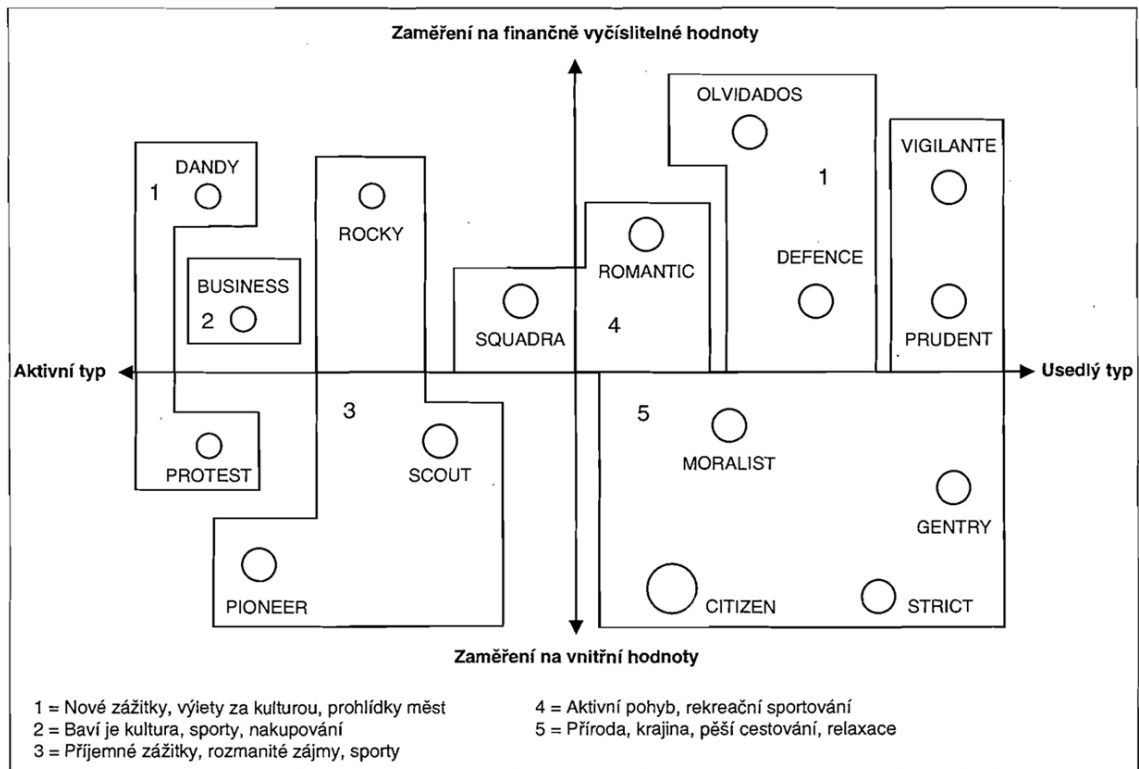 Zaměření na finančně vyčíslitelné hodnoty
OLVIDADOS
VIGILANTE
DANDY
1
1
ROCKY
ROMANTIC
DEFENCE
BUSINESS
2
SQUADRA
4
PRUDENT
Aktivní typ
Usedlý typ
3
5
SCOUT
MORALIST
PROTEST
GENTRY
PIONEER
CITIZEN
STRICT
Zaměření na vnitřní hodnoty
1 = Nové zážitky, výlety za kulturou, prohlídky měst
2 = Baví je kultura, sporty, nakupování
3 = Příjemné zážitky, rozmanité zájmy, sporty
4 = Aktivní pohyb, rekreační sportování
5 = Příroda, krajina, pěší cestování, relaxace